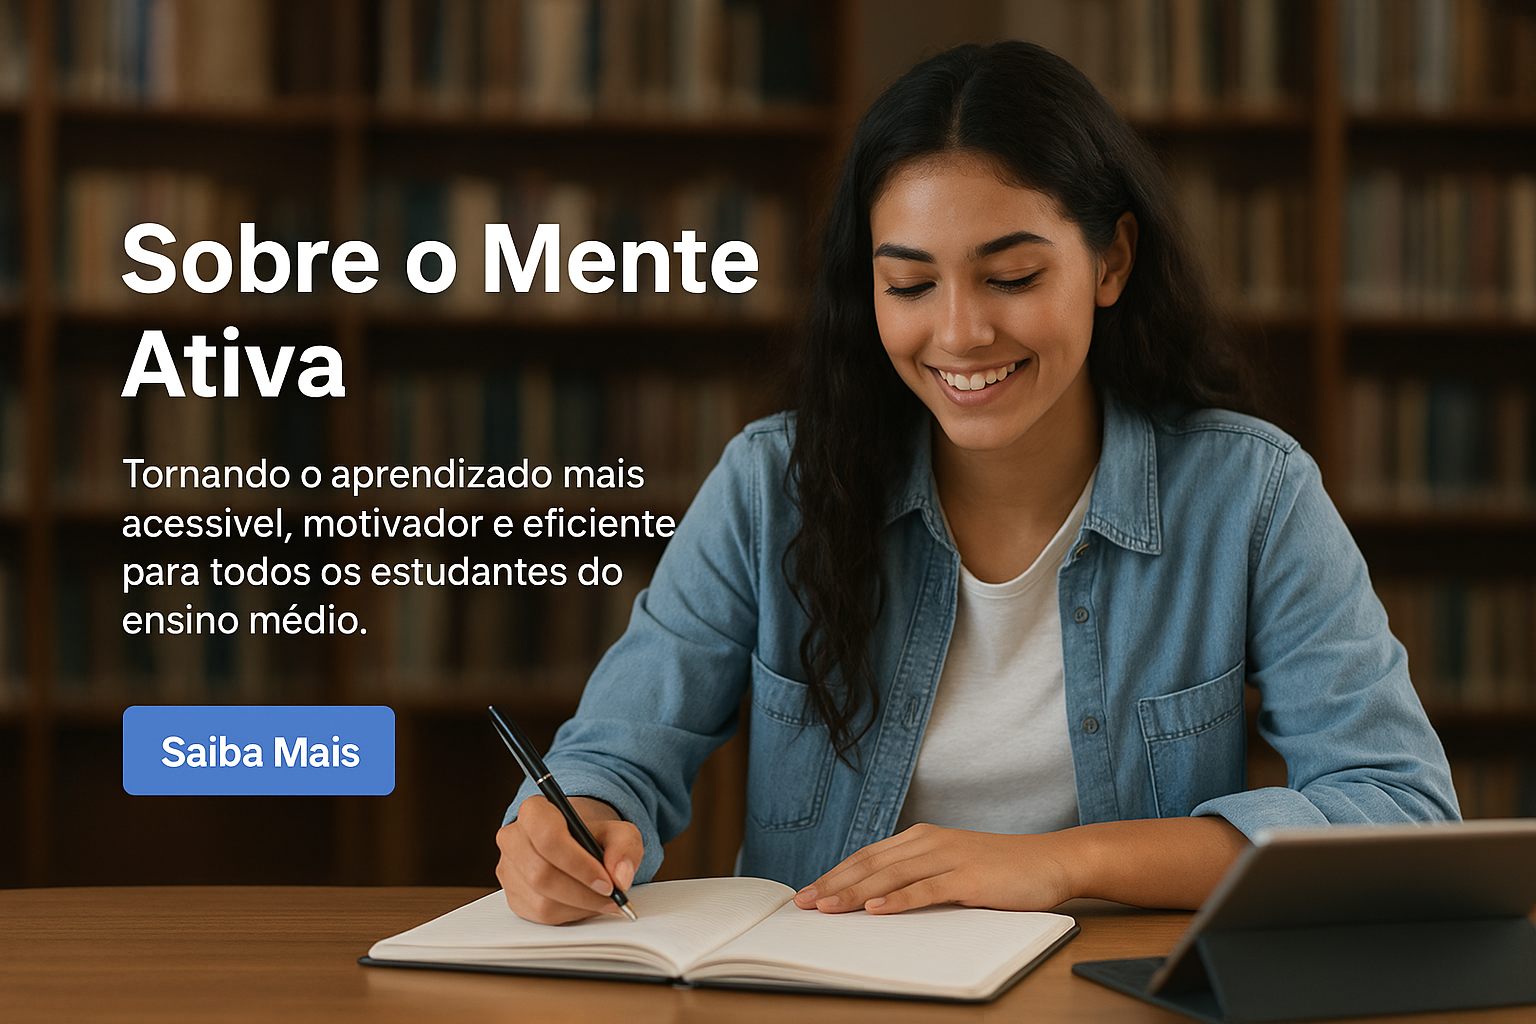 Sobre o Mente
Ativa
Tornando o aprendizado mais
acessivel, motivador e eficiente
para todos os estudantes do
ensino médio.
Saiba Mais